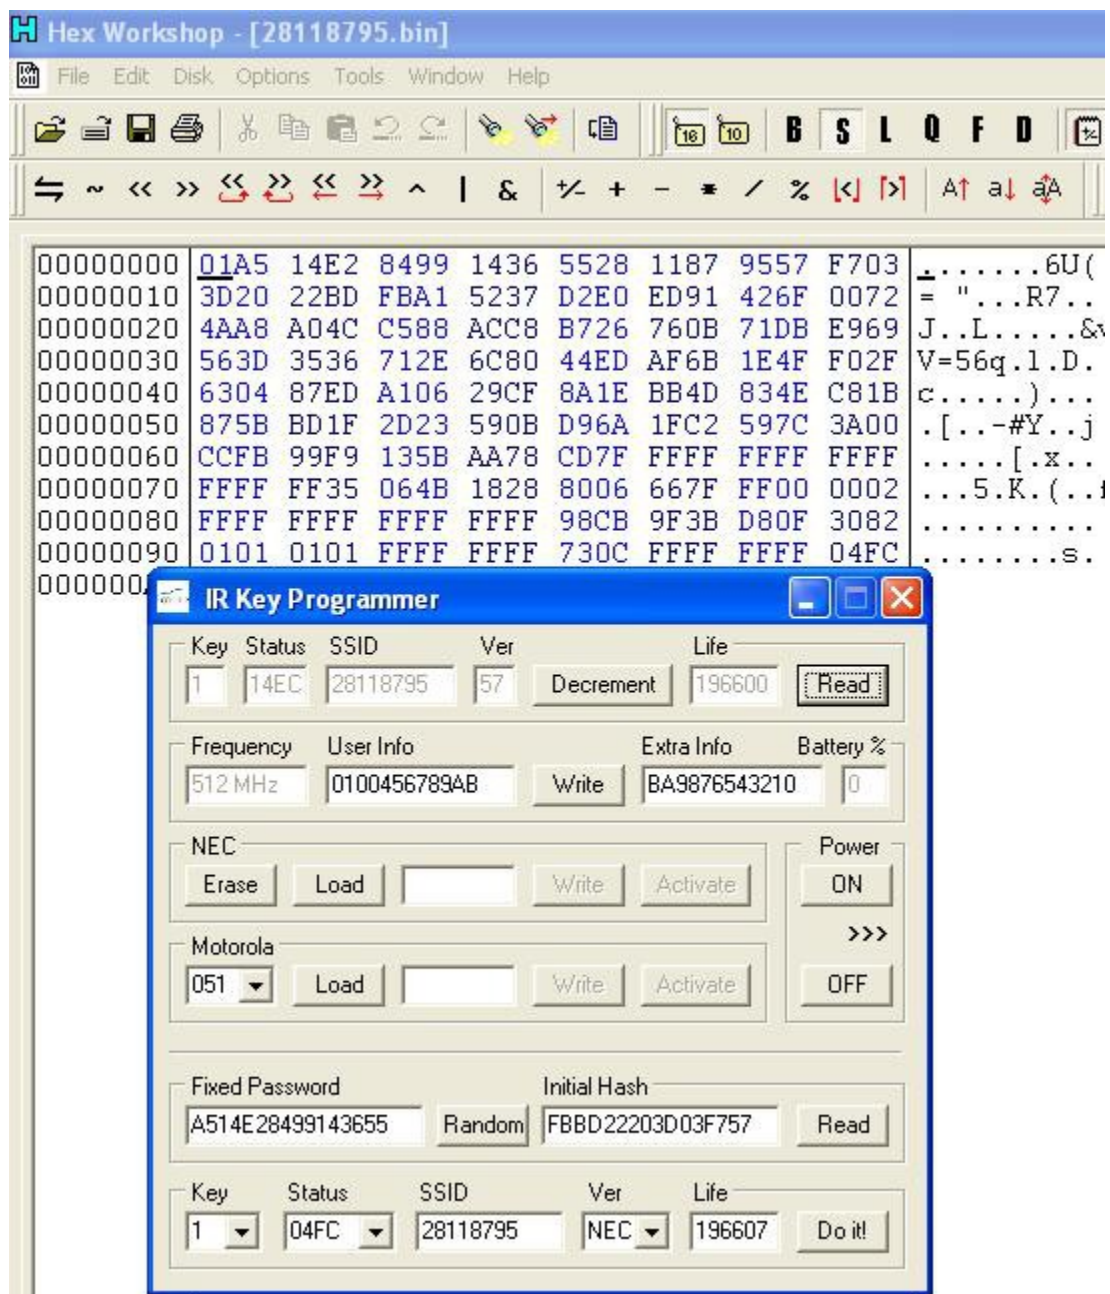 Hex Workshop - [28118795.bin]
File Edit Disk Options Tools Window Help
16 10 B S L Q F D
~ << >> << >> << >> ^ | & +/- + - * / % [<] [>] A↑ a↓ aA
00000000 01A5 14E2 8499 1436 5528 1187 9557 F703 ........6U(
00000010 3D20 22BD FBA1 5237 D2E0 ED91 426F 0072 = "...R7..
00000020 4AA8 A04C C588 ACC8 B726 760B 71DB E969 J..L.....&v
00000030 563D 3536 712E 6C80 44ED AF6B 1E4F F02F V=56q.l.D.
00000040 6304 87ED A106 29CF 8A1E BB4D 834E C81B c.....)...
00000050 875B BD1F 2D23 590B D96A 1FC2 597C 3A00 .[..-#Y..j
00000060 CCFB 99F9 135B AA78 CD7F FFFF FFFF FFFF .....[.x..
00000070 FFFF FF35 064B 1828 8006 667F FF00 0002 ...5.K.(..f
00000080 FFFF FFFF FFFF FFFF 98CB 9F3B D80F 3082 ..........
00000090 0101 0101 FFFF FFFF 730C FFFF FFFF 04FC ........s.
000000
IR Key Programmer
Key Status SSID Ver Life
1 14EC 28118795 57 Decrement 196600 Read
Frequency User Info Extra Info Battery %
512 MHz 0100456789AB Write BA9876543210 0
NEC Power
Erase Load Write Activate ON
>>>
Motorola
051 Load Write Activate OFF
Fixed Password Initial Hash
A514E28499143655 Random FBBD22203D03F757 Read
Key Status SSID Ver Life
1 04FC 28118795 NEC 196607 Do it!